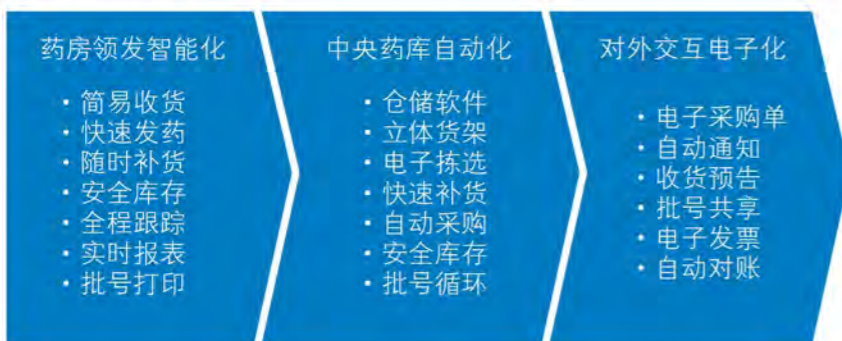 药房领发智能化
·简易收货
·快速发药
·随时补货
·安全库存
·全程跟踪
·实时报表
·批号打印
中央药库自动化
·仓储软件
·立体货架
·电子拣选
·快速补货
·自动采购
·安全库存
·批号循环
对外交互电子化
·电子采购单
·自动通知
·收货预告
·批号共享
·电子发票
·自动对账